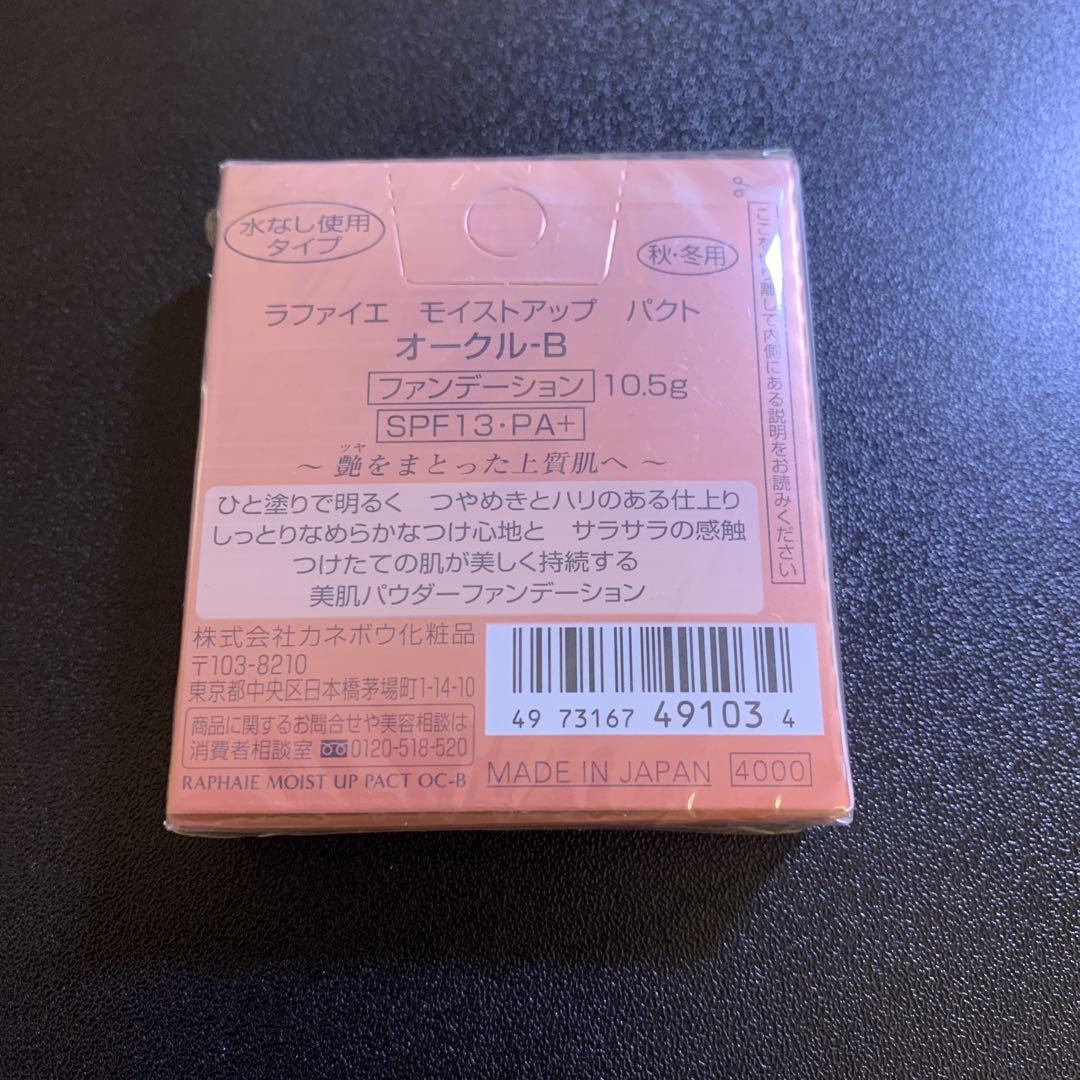 水なし使用
タイプ
秋・冬用
ラファイエ モイストアップ パクト
オークル-B
ファンデーション 10.5g
SPF13・PA+
ツヤ
～ 艶をまとった上質肌へ ～
ひと塗りで明るく つやめきとハリのある仕上り
しっとりなめらかなつけ心地と サラサラの感触
つけたての肌が美しく持続する
美肌パウダーファンデーション
ここを切り離して内側にある説明をお読みください
株式会社カネボウ化粧品
〒103-8210
東京都中央区日本橋茅場町1-14-10
商品に関するお問合せや美容相談は
消費者相談室 0120-518-520
RAPHAIE MOIST UP PACT OC-B
49 73167 49103 4
MADE IN JAPAN 4000